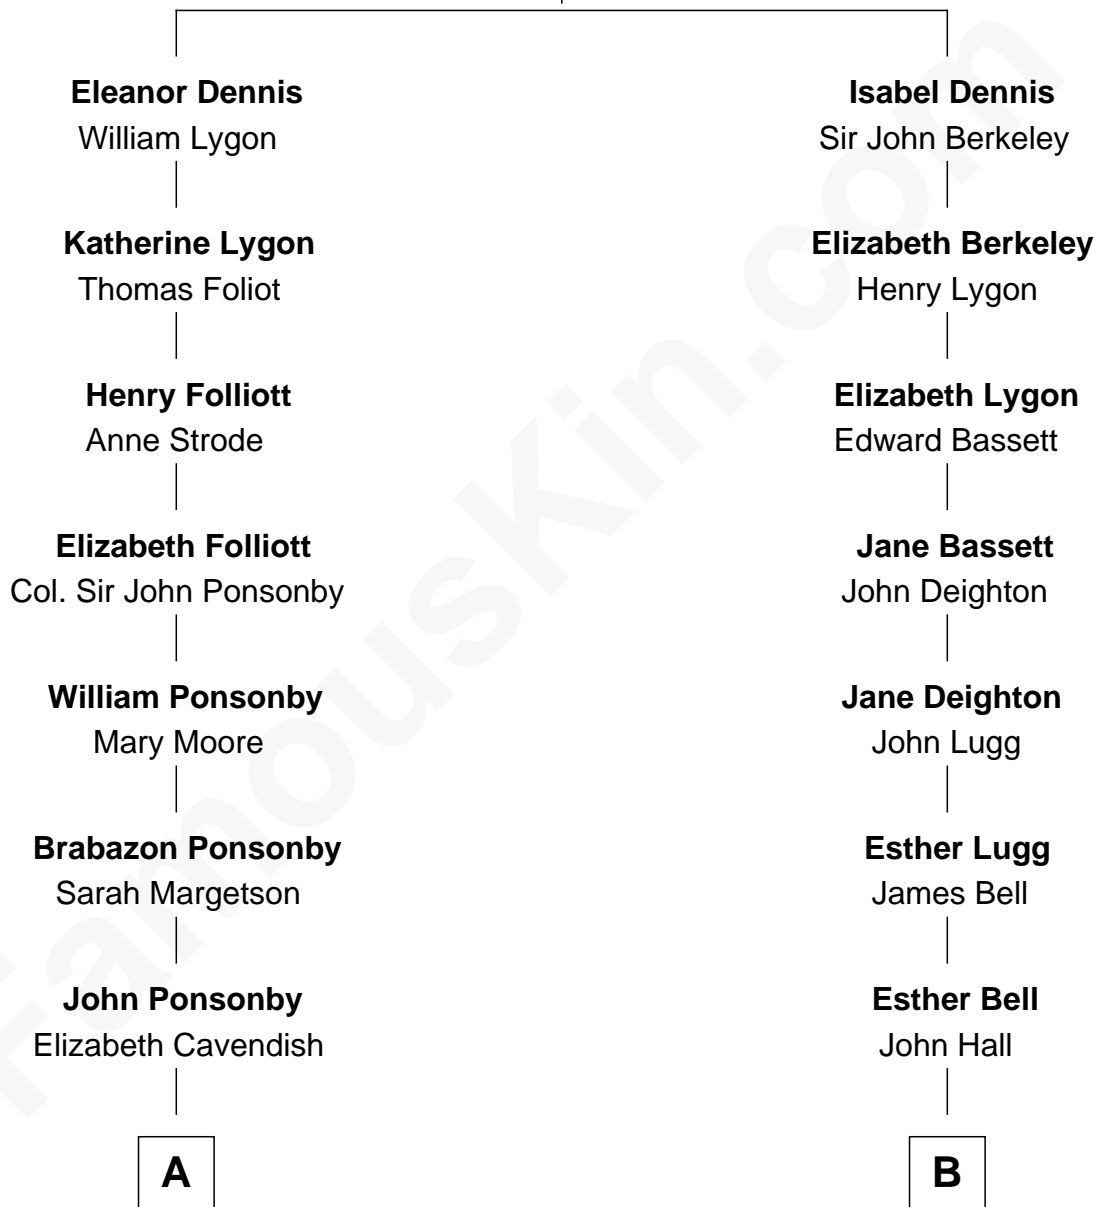 Eleanor Dennis
William Lygon
Katherine Lygon
Thomas Foliot
Henry Folliott
Anne Strode
Elizabeth Folliott
Col. Sir John Ponsonby
William Ponsonby
Mary Moore
Brabazon Ponsonby
Sarah Margetson
John Ponsonby
Elizabeth Cavendish
A
Isabel Dennis
Sir John Berkeley
Elizabeth Berkeley
Henry Lygon
Elizabeth Lygon
Edward Bassett
Jane Bassett
John Deighton
Jane Deighton
John Lugg
Esther Lugg
James Bell
Esther Bell
John Hall
B
FamousKin.com